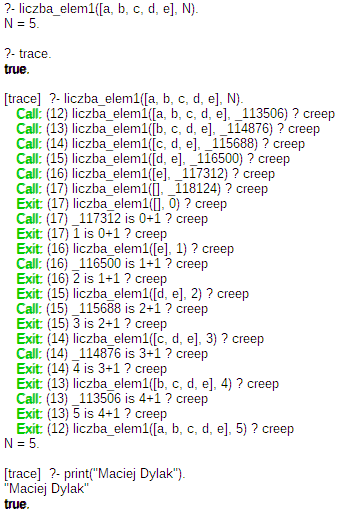 ?- liczba_elem1([a, b, c, d, e], N).
N = 5.
?- trace.
true.
[trace]  ?- liczba_elem1([a, b, c, d, e], N).
Call: (12) liczba_elem1([a, b, c, d, e], _113506) ? creep
Call: (13) liczba_elem1([b, c, d, e], _114876) ? creep
Call: (14) liczba_elem1([c, d, e], _115688) ? creep
Call: (15) liczba_elem1([d, e], _116500) ? creep
Call: (16) liczba_elem1([e], _117312) ? creep
Call: (17) liczba_elem1([], _118124) ? creep
Exit: (17) liczba_elem1([], 0) ? creep
Call: (17) _117312 is 0+1 ? creep
Exit: (17) 1 is 0+1 ? creep
Exit: (16) liczba_elem1([e], 1) ? creep
Call: (16) _116500 is 1+1 ? creep
Exit: (16) 2 is 1+1 ? creep
Exit: (15) liczba_elem1([d, e], 2) ? creep
Call: (15) _115688 is 2+1 ? creep
Exit: (15) 3 is 2+1 ? creep
Exit: (14) liczba_elem1([c, d, e], 3) ? creep
Call: (14) _114876 is 3+1 ? creep
Exit: (14) 4 is 3+1 ? creep
Exit: (13) liczba_elem1([b, c, d, e], 4) ? creep
Call: (13) _113506 is 4+1 ? creep
Exit: (13) 5 is 4+1 ? creep
Exit: (12) liczba_elem1([a, b, c, d, e], 5) ? creep
N = 5.
[trace]  ?- print("Maciej Dylak").
"Maciej Dylak"
true.